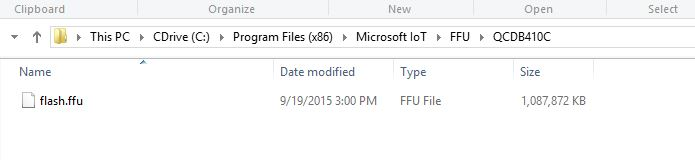 Clipboard Organize New Open Select
This PC CDrive (C:) Program Files (x86) Microsoft IoT FFU QCDB410C
Name Date modified Type Size
flash.ffu 9/19/2015 3:00 PM FFU File 1,087,872 KB